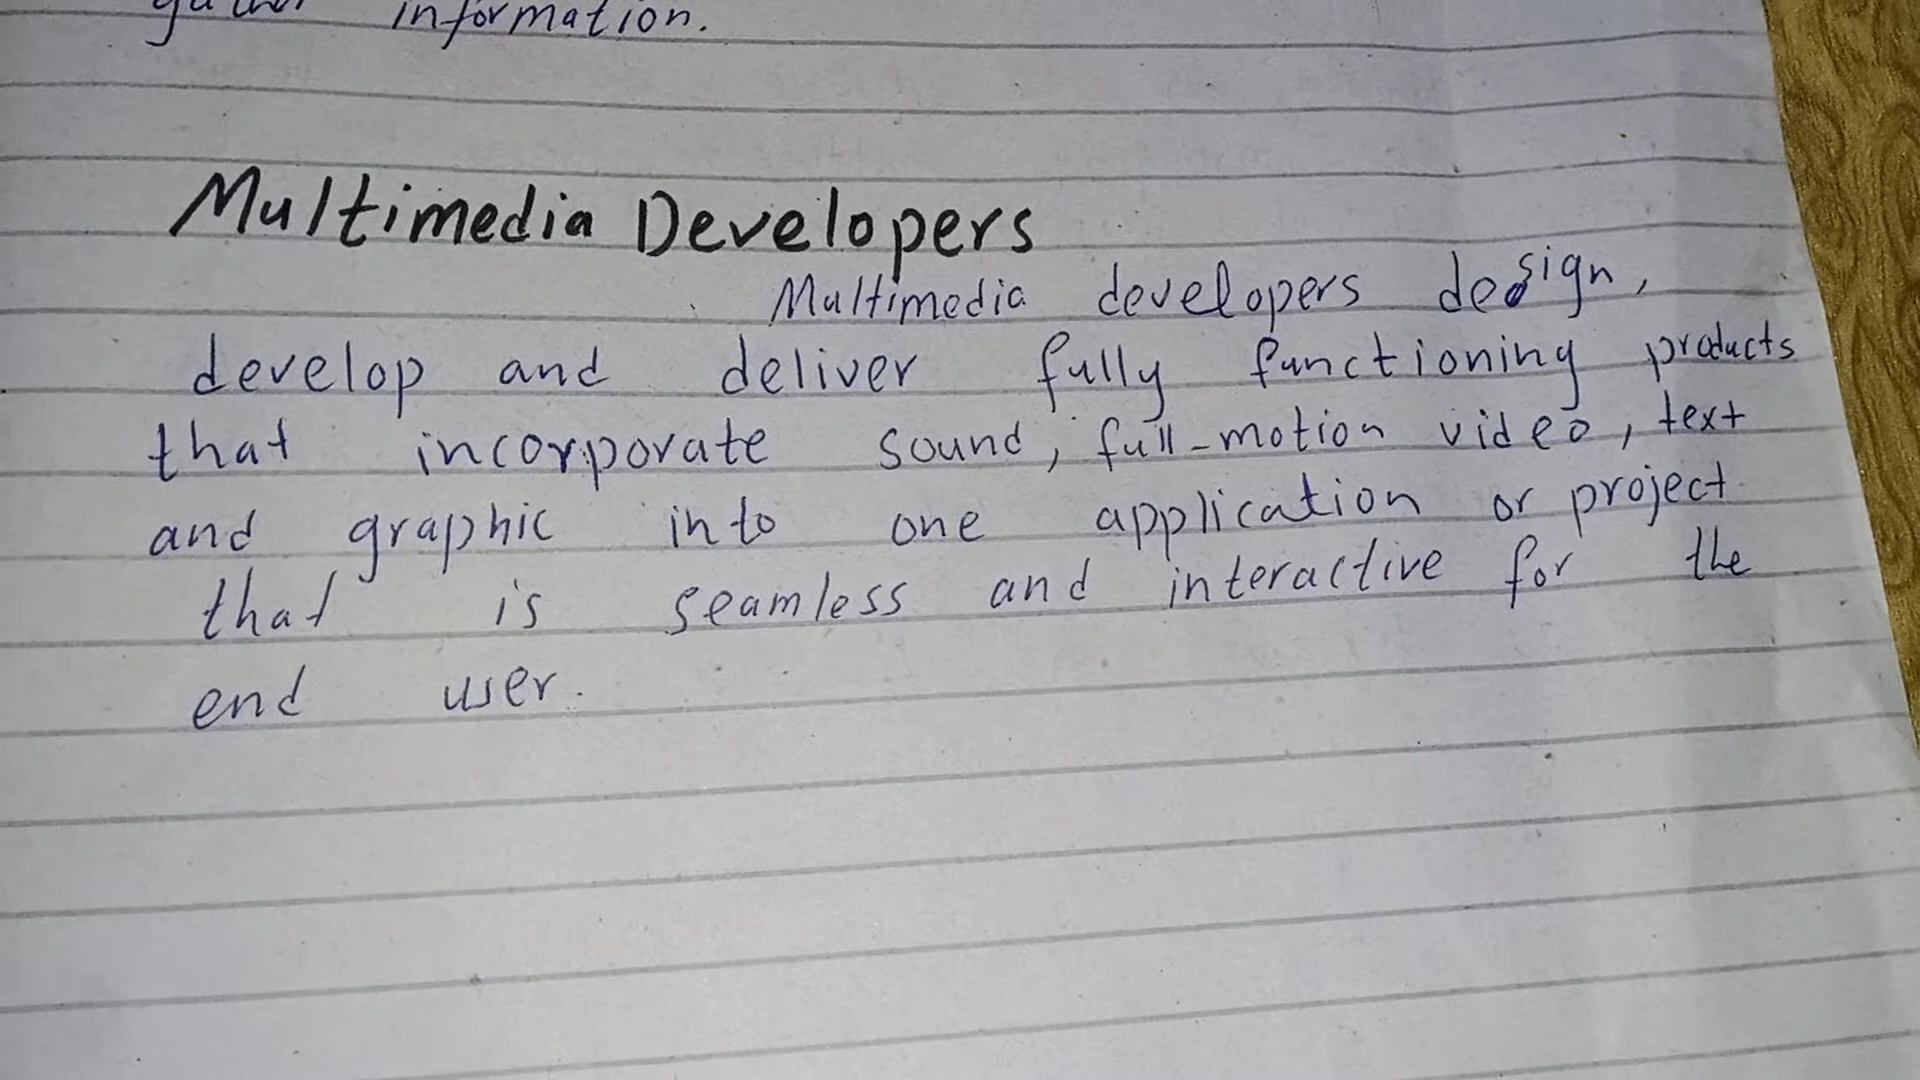 information.
Multimedia Developers
Multimedia developers design,
develop and deliver fully functioning products
that incorporate sound, full-motion video, text
and graphic into one application or project
that is seamless and interactive for the
end user.